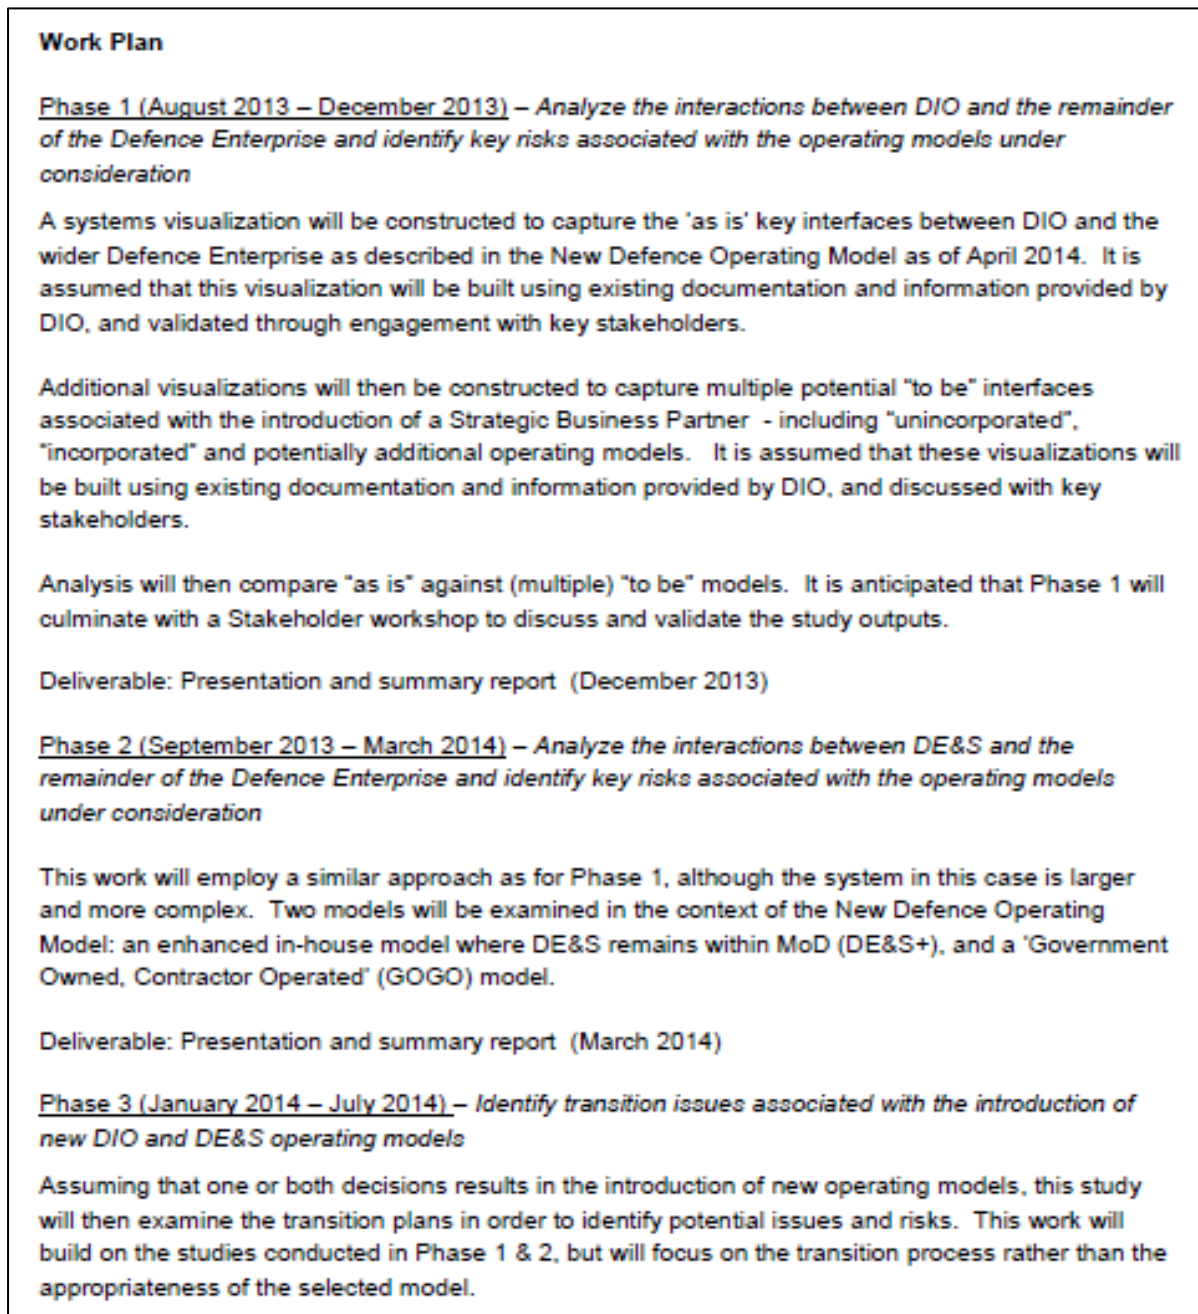 Work Plan
Phase 1 (August 2013 – December 2013) – Analyze the interactions between DIO and the remainder
of the Defence Enterprise and identify key risks associated with the operating models under
consideration
A systems visualization will be constructed to capture the 'as is' key interfaces between DIO and the
wider Defence Enterprise as described in the New Defence Operating Model as of April 2014.  It is
assumed that this visualization will be built using existing documentation and information provided by
DIO, and validated through engagement with key stakeholders.
Additional visualizations will then be constructed to capture multiple potential "to be" interfaces
associated with the introduction of a Strategic Business Partner  - including "unincorporated",
"incorporated" and potentially additional operating models.   It is assumed that these visualizations will
be built using existing documentation and information provided by DIO, and discussed with key
stakeholders.
Analysis will then compare "as is" against (multiple) "to be" models.  It is anticipated that Phase 1 will
culminate with a Stakeholder workshop to discuss and validate the study outputs.
Deliverable: Presentation and summary report  (December 2013)
Phase 2 (September 2013 – March 2014) – Analyze the interactions between DE&S and the
remainder of the Defence Enterprise and identify key risks associated with the operating models
under consideration
This work will employ a similar approach as for Phase 1, although the system in this case is larger
and more complex.  Two models will be examined in the context of the New Defence Operating
Model: an enhanced in-house model where DE&S remains within MoD (DE&S+), and a 'Government
Owned, Contractor Operated' (GOGO) model.
Deliverable: Presentation and summary report  (March 2014)
Phase 3 (January 2014 – July 2014) – Identify transition issues associated with the introduction of
new DIO and DE&S operating models
Assuming that one or both decisions results in the introduction of new operating models, this study
will then examine the transition plans in order to identify potential issues and risks.  This work will
build on the studies conducted in Phase 1 & 2, but will focus on the transition process rather than the
appropriateness of the selected model.